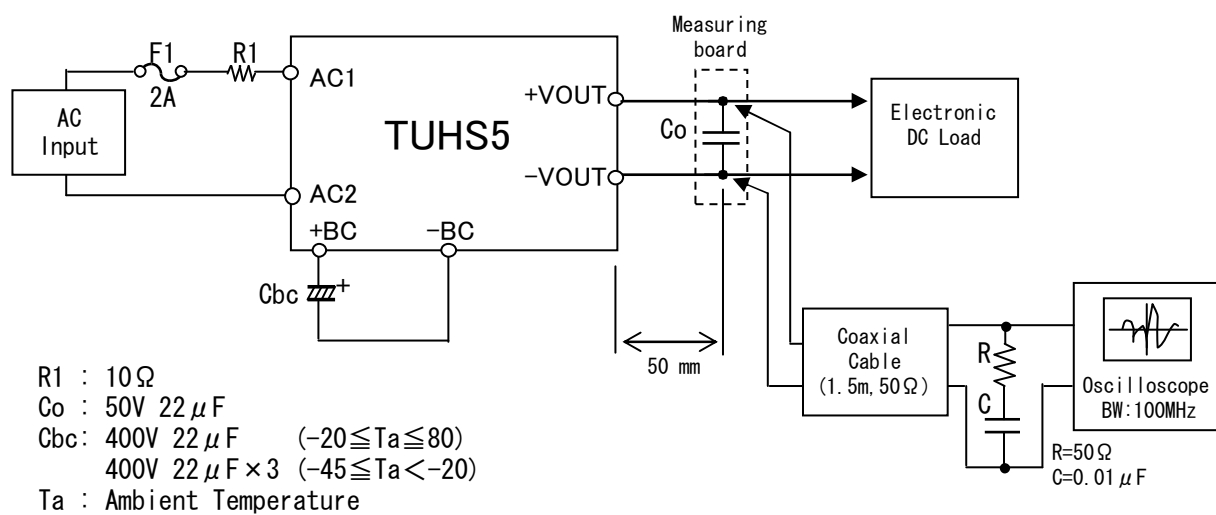 Measuring
board
F1
2A
R1
AC1
AC
Input
AC2
TUHS5
+VOUT
-VOUT
Co
Electronic
DC Load
+BC
-BC
Cbc
+
50 mm
Coaxial
Cable
(1.5m,50Ω)
R
C
Oscilloscope
BW:100MHz
R=50Ω
C=0.01μF
R1 : 10Ω
Co : 50V 22μF
Cbc: 400V 22μF (-20≦Ta≦80)
400V 22μF×3 (-45≦Ta<-20)
Ta : Ambient Temperature